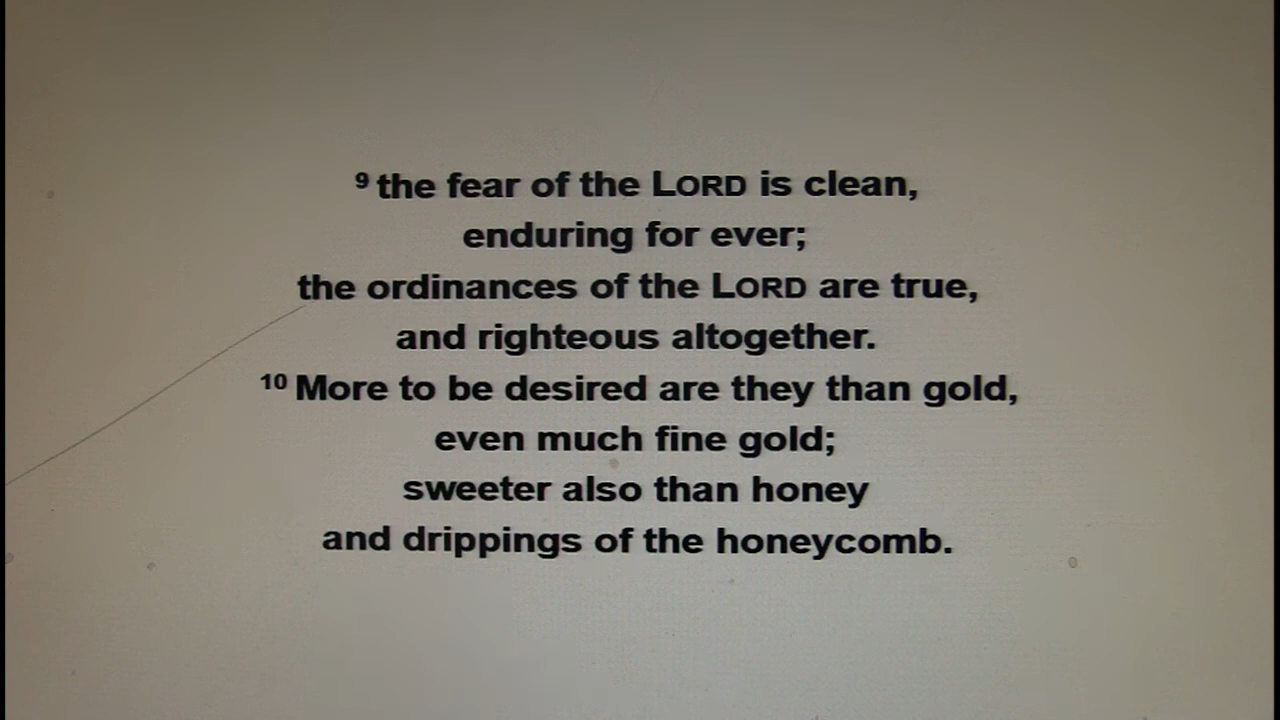 9 the fear of the LORD is clean,
enduring for ever;
the ordinances of the LORD are true,
and righteous altogether.
10 More to be desired are they than gold,
even much fine gold;
sweeter also than honey
and drippings of the honeycomb.